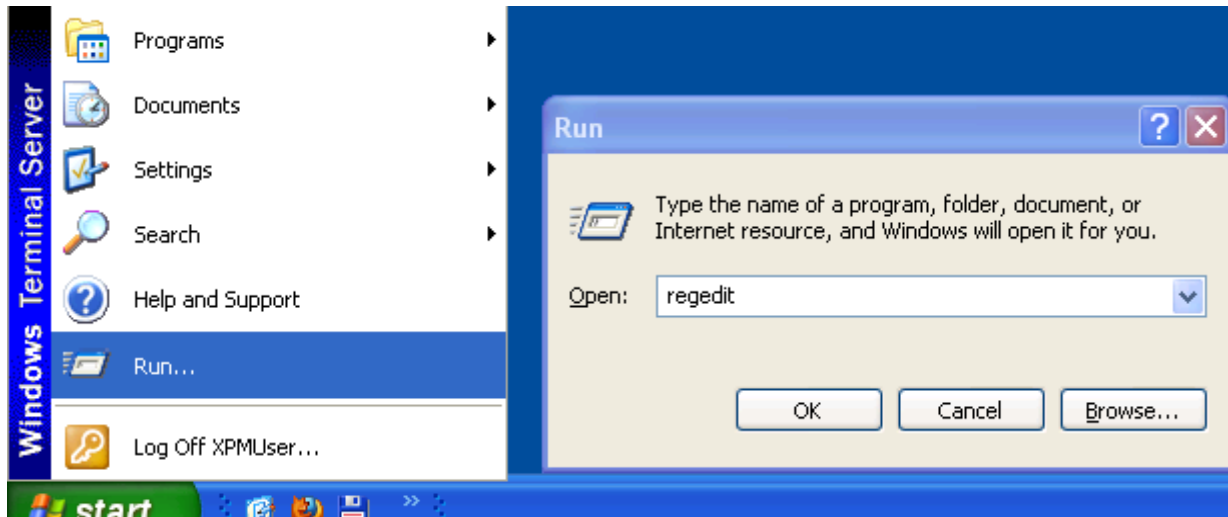 Windows Terminal Server
Programs
Documents
Settings
Search
Help and Support
Run...
Log Off XPMUser...
start
Run
Type the name of a program, folder, document, or
Internet resource, and Windows will open it for you.
Open:
regedit
OK
Cancel
Browse...